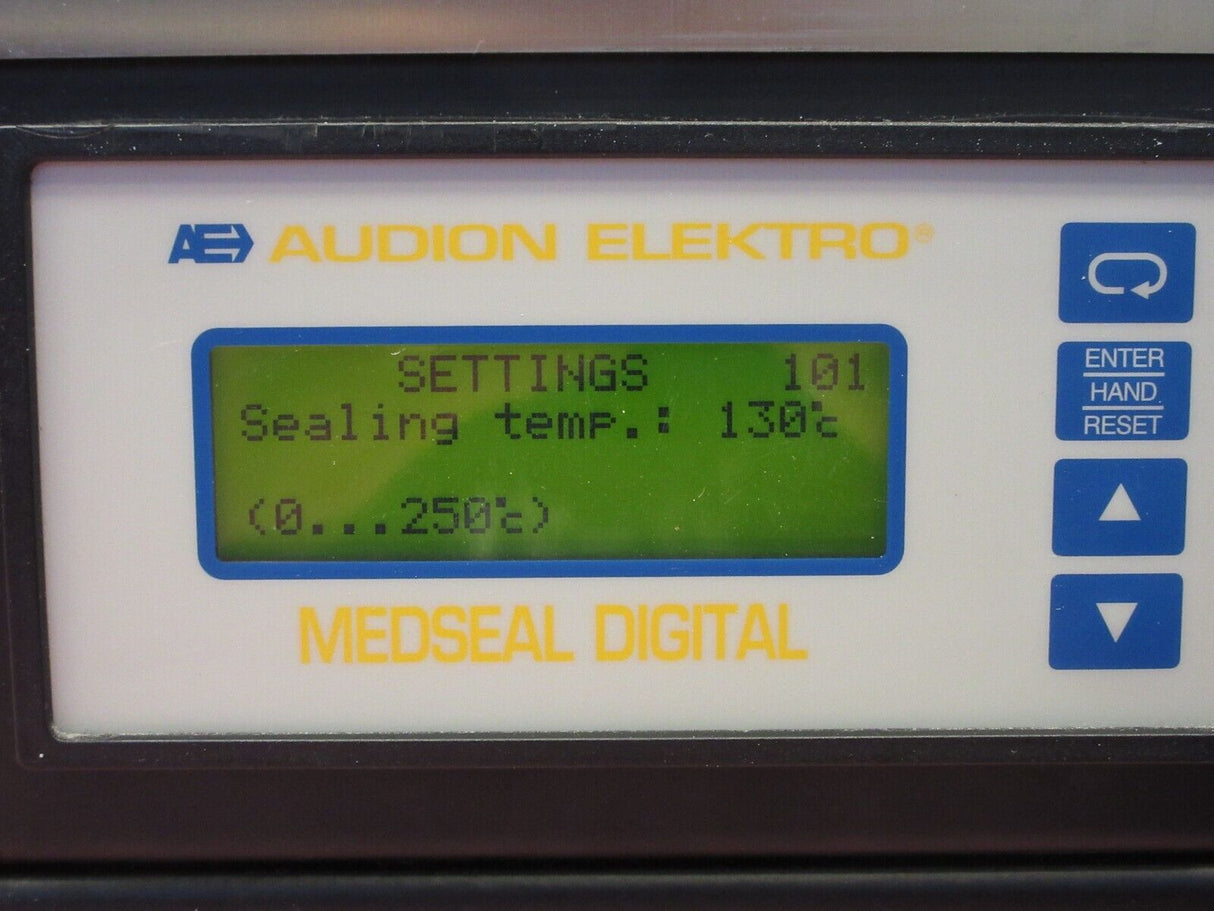 AE AUDION ELEKTRO®
SETTINGS 101
Sealing temp.: 130°c
(0...250°c)
MEDSEAL DIGITAL
ENTER
HAND
RESET